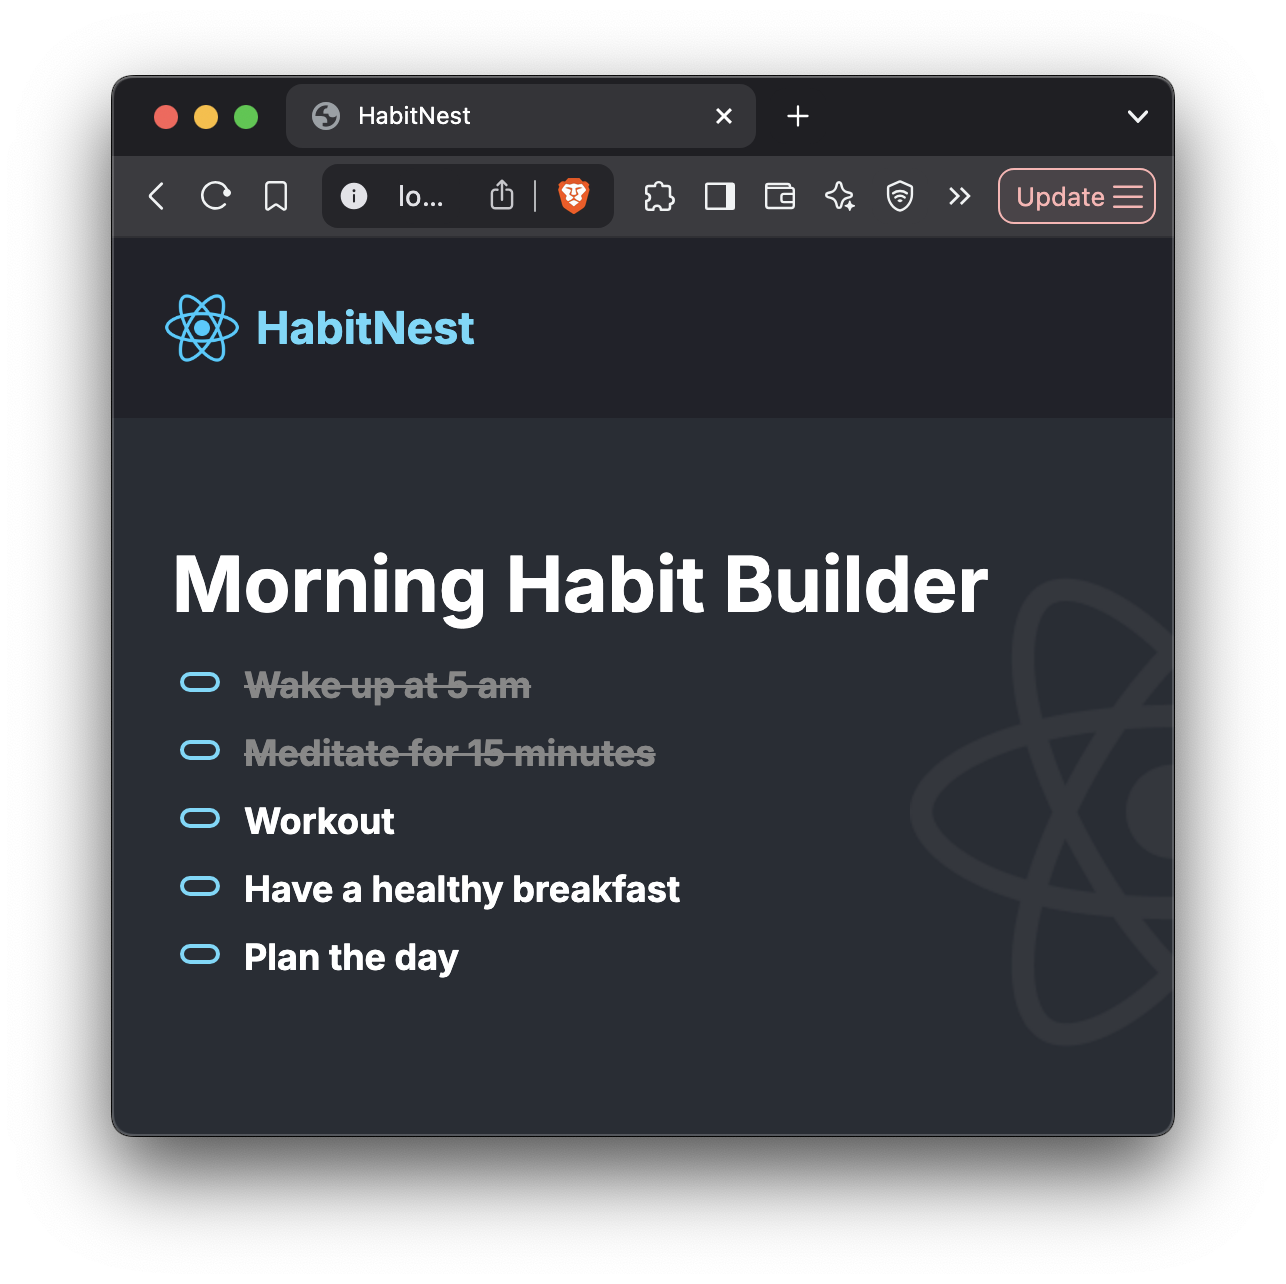 HabitNest
lo...
Update
HabitNest
Morning Habit Builder
Wake up at 5 am
Meditate for 15 minutes
Workout
Have a healthy breakfast
Plan the day